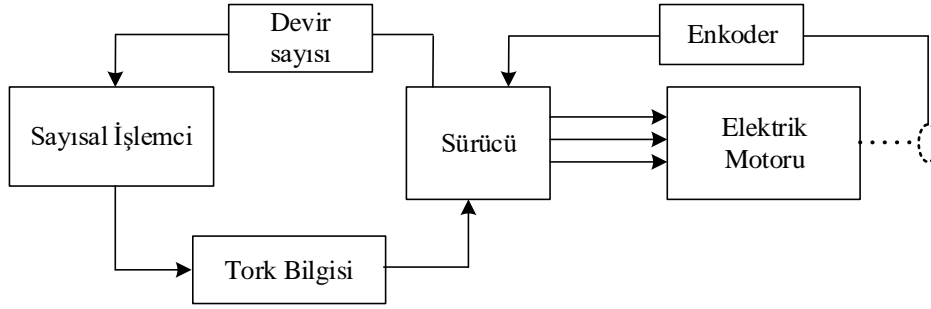 Devir
sayısı
Enkoder
Sayısal İşlemci
Sürücü
Elektrik
Motoru
Tork Bilgisi